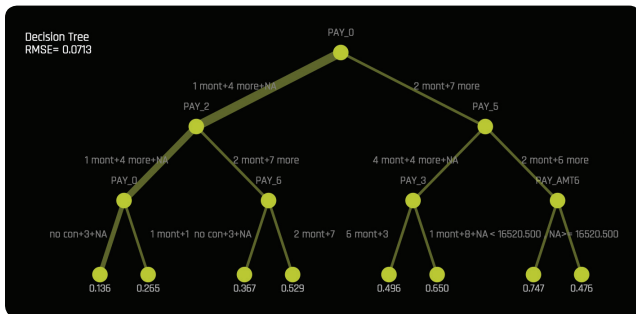 Decision Tree
RMSE= 0.0713
PAY_0
1 mont+4 more+NA
2 mont+7 more
PAY_2
PAY_5
1 mont+4 more+NA
2 mont+7 more
4 mont+4 more+NA
2 mont+6 more
PAY_0
PAY_6
PAY_3
PAY_AMT6
no con+3+NA
1 mont+1
no con+3+NA
2 mont+7
6 mont+3
1 mont+8+NA
< 16520.500
NA>= 16520.500
0.136
0.265
0.367
0.529
0.496
0.650
0.747
0.476